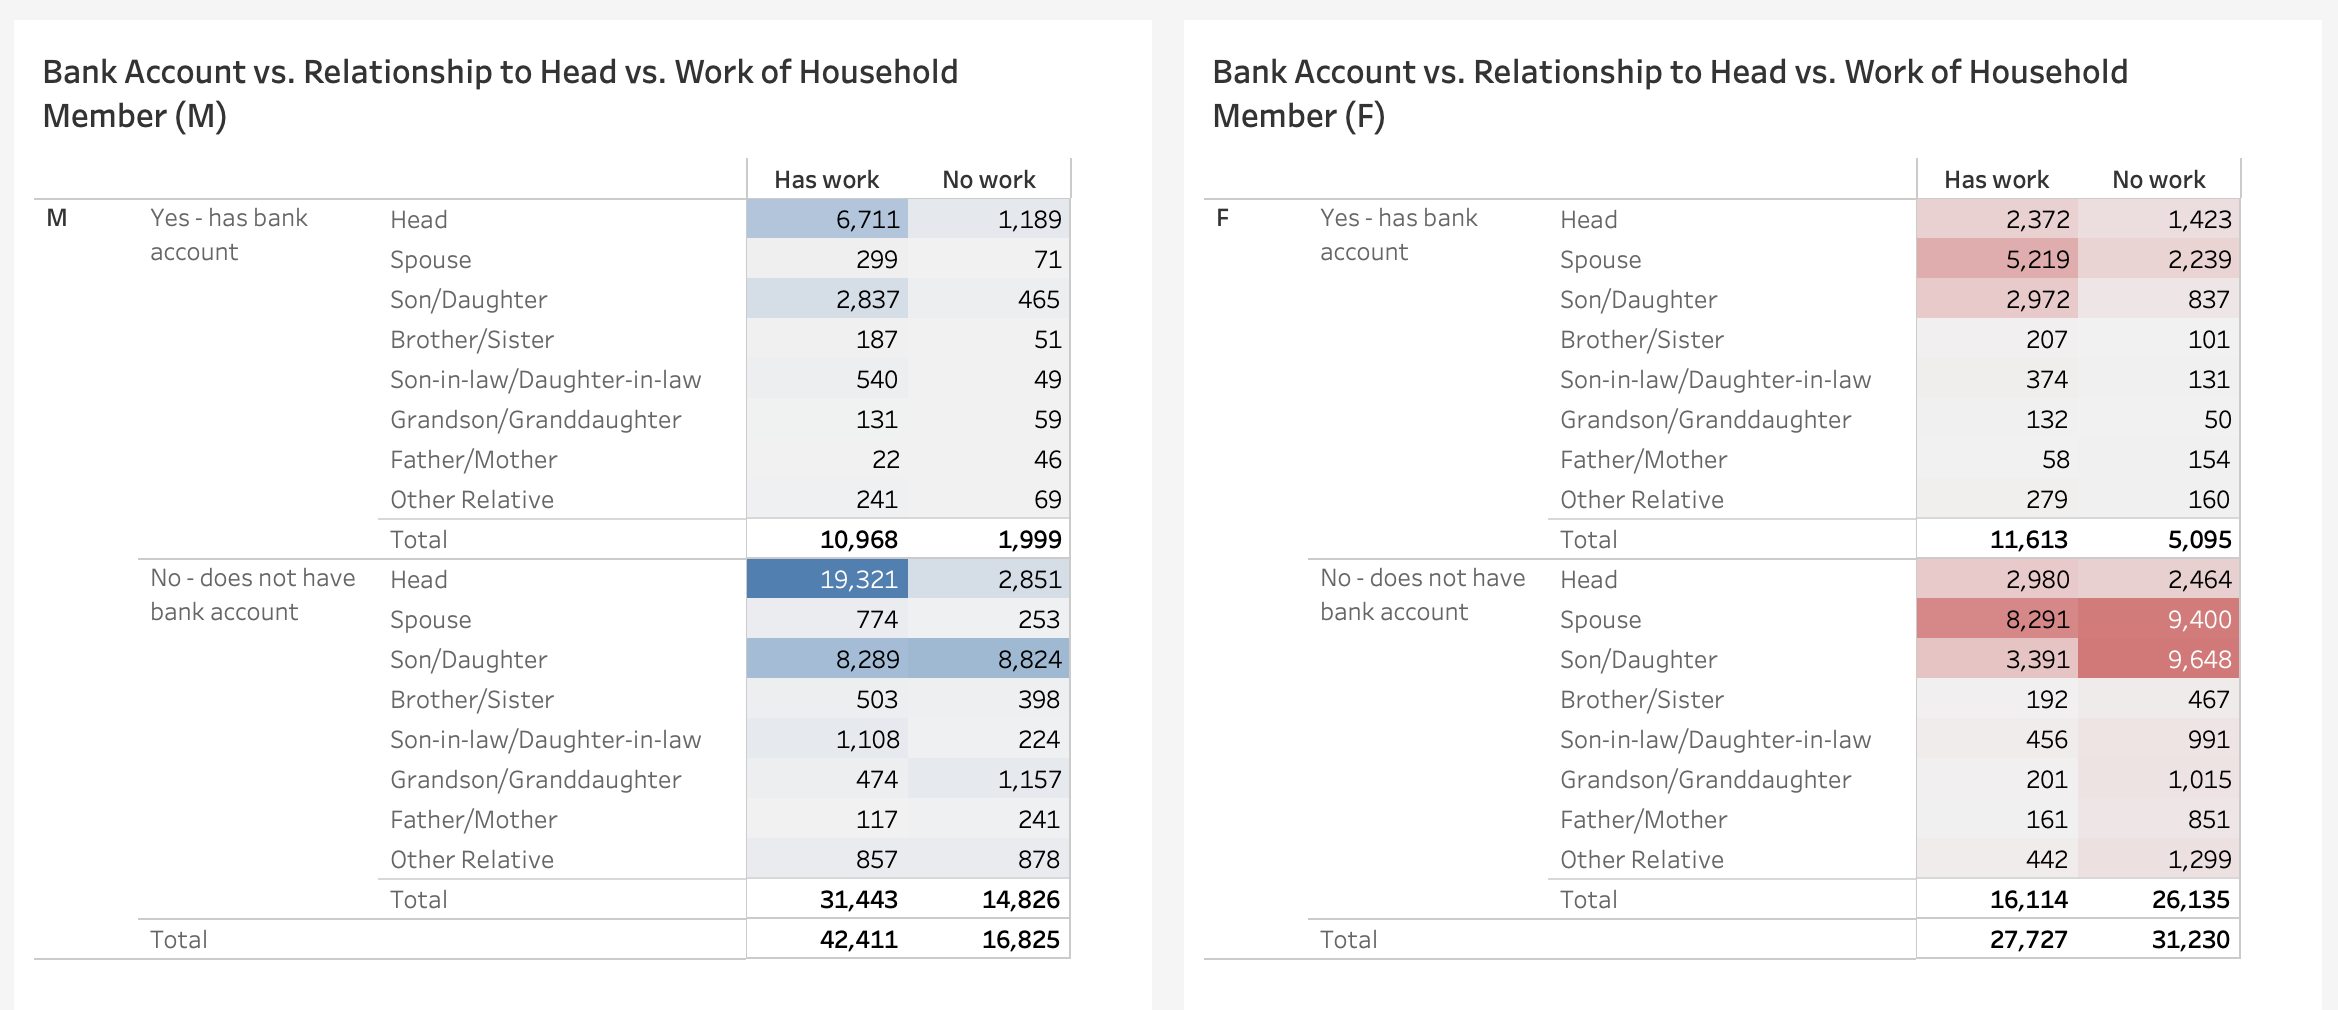 Bank Account vs. Relationship to Head vs. Work of Household
Member (M)
Has work No work
M Yes - has bank Head 6,711 1,189
account Spouse 299 71
Son/Daughter 2,837 465
Brother/Sister 187 51
Son-in-law/Daughter-in-law 540 49
Grandson/Granddaughter 131 59
Father/Mother 22 46
Other Relative 241 69
Total 10,968 1,999
No - does not have Head 19,321 2,851
bank account Spouse 774 253
Son/Daughter 8,289 8,824
Brother/Sister 503 398
Son-in-law/Daughter-in-law 1,108 224
Grandson/Granddaughter 474 1,157
Father/Mother 117 241
Other Relative 857 878
Total 31,443 14,826
Total 42,411 16,825
Bank Account vs. Relationship to Head vs. Work of Household
Member (F)
Has work No work
F Yes - has bank Head 2,372 1,423
account Spouse 5,219 2,239
Son/Daughter 2,972 837
Brother/Sister 207 101
Son-in-law/Daughter-in-law 374 131
Grandson/Granddaughter 132 50
Father/Mother 58 154
Other Relative 279 160
Total 11,613 5,095
No - does not have Head 2,980 2,464
bank account Spouse 8,291 9,400
Son/Daughter 3,391 9,648
Brother/Sister 192 467
Son-in-law/Daughter-in-law 456 991
Grandson/Granddaughter 201 1,015
Father/Mother 161 851
Other Relative 442 1,299
Total 16,114 26,135
Total 27,727 31,230